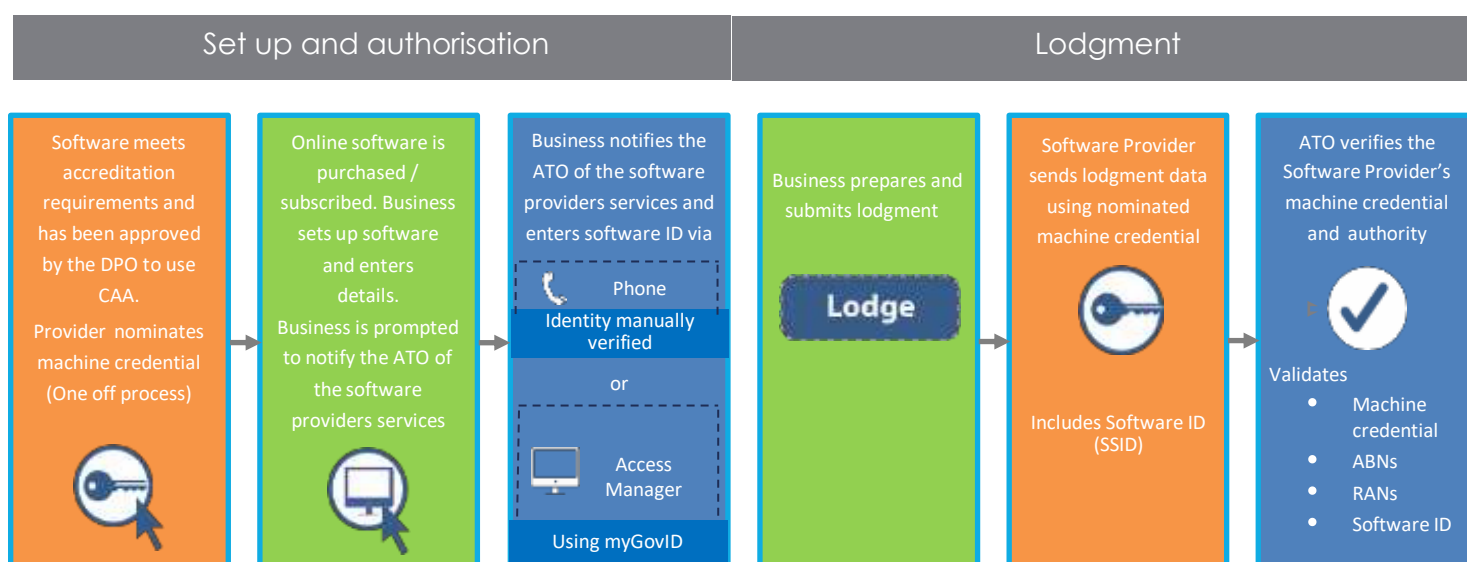 Set up and authorisation
Lodgment
Software meets
accreditation
requirements and
has been approved
by the DPO to use
CAA.
Provider nominates
machine credential
(One off process)
Online software is
purchased /
subscribed. Business
sets up software
and enters
details.
Business is prompted
to notify the ATO of
the software
providers services
Business notifies the
ATO of the software
providers services and
enters software ID via
Phone
Identity manually
verified
or
Access
Manager
Using myGovID
Business prepares and
submits lodgment
Lodge
Software Provider
sends lodgment data
using nominated
machine credential
Includes Software ID
(SSID)
ATO verifies the
Software Provider’s
machine credential
and authority
Validates
• Machine
credential
• ABNs
• RANs
• Software ID